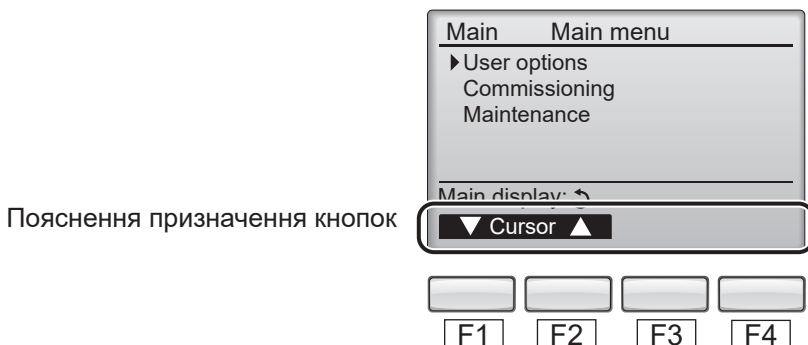 Main Main menu
User options
Commissioning
Maintenance
Main display:
Пояснення призначення кнопок
Cursor
F1 F2 F3 F4